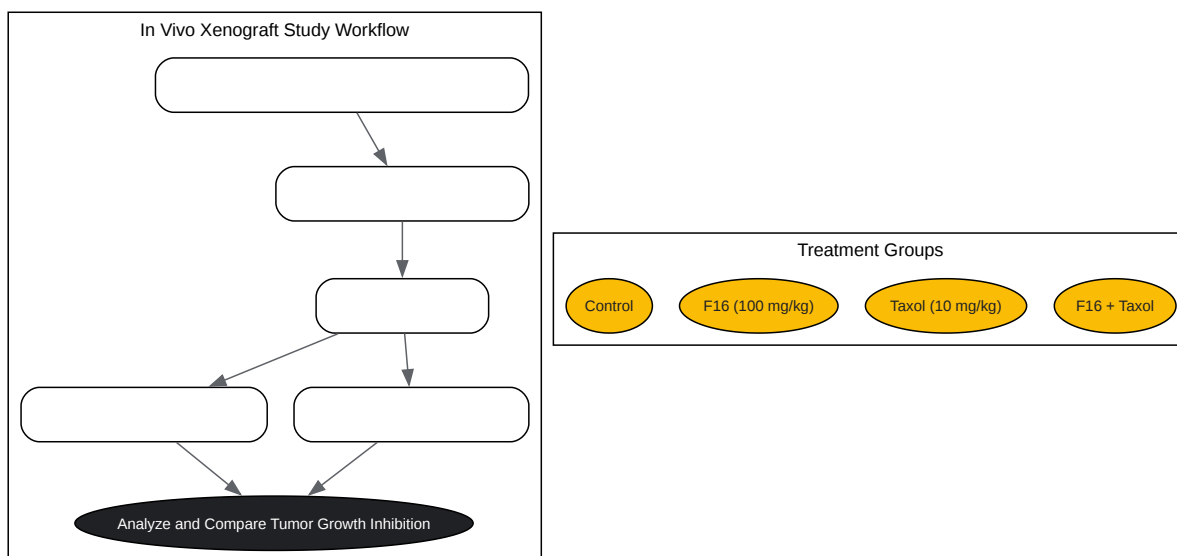 In Vivo Xenograft Study Workflow
Analyze and Compare Tumor Growth Inhibition
Treatment Groups
Control
F16 (100 mg/kg)
Taxol (10 mg/kg)
F16 + Taxol